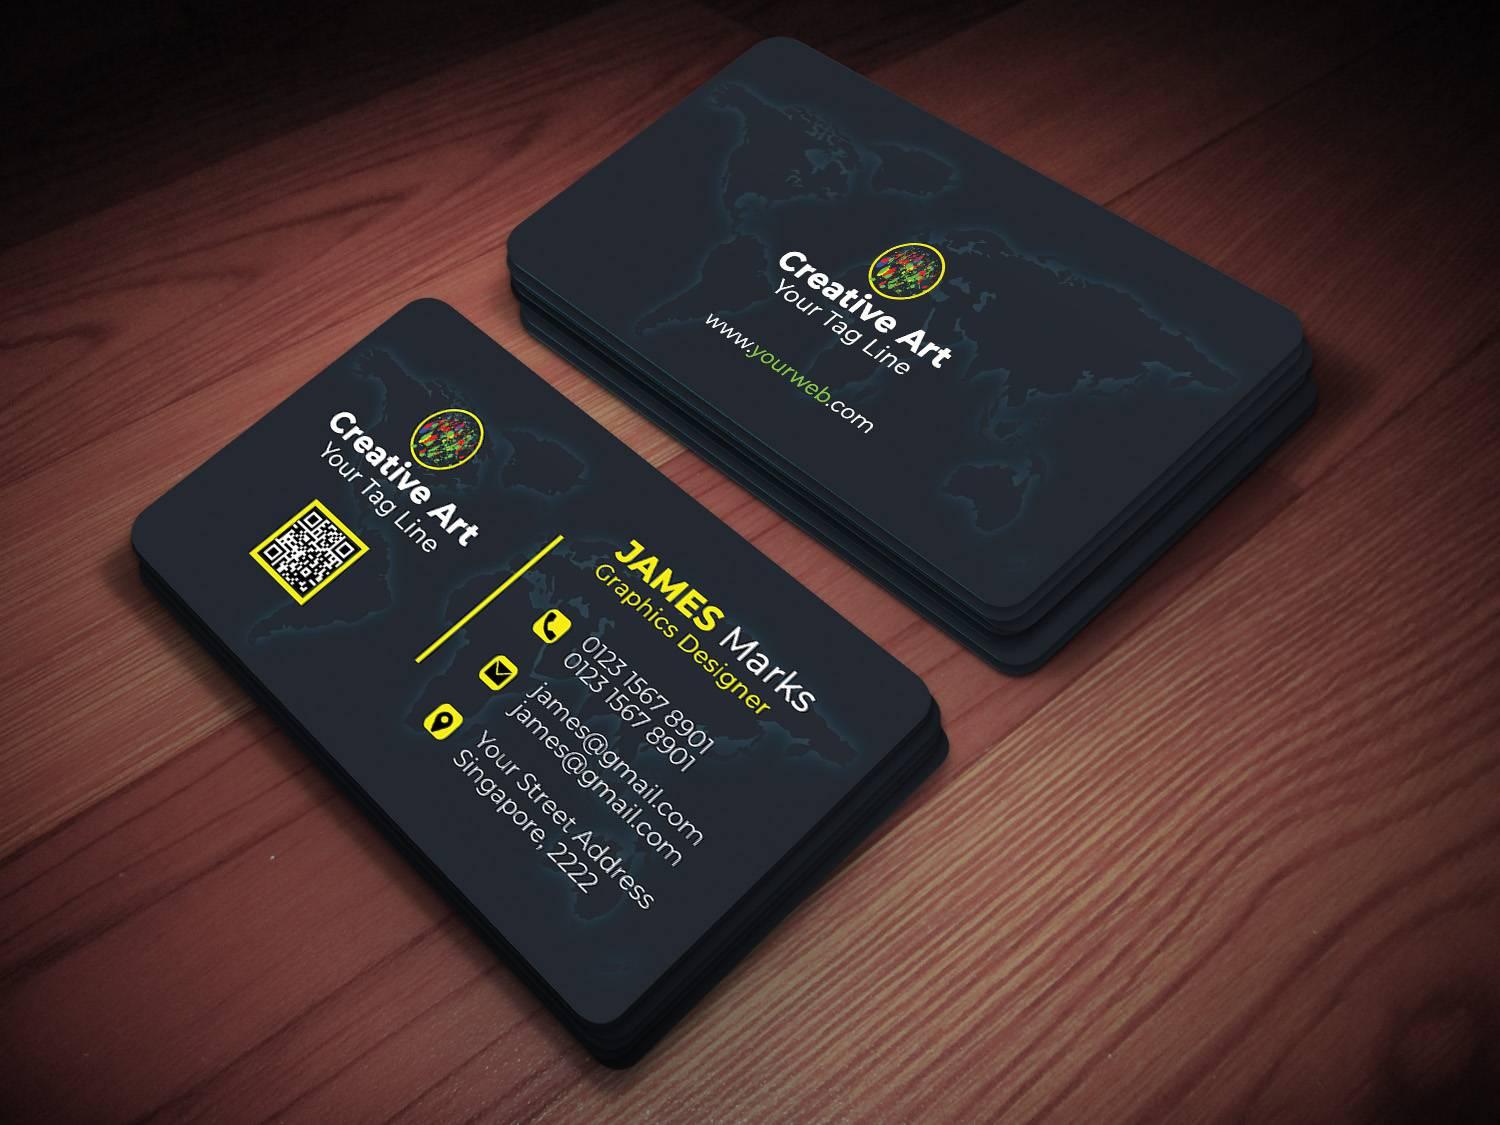 Creative Art
Your Tag Line
www.yourweb.com
Creative Art
Your Tag Line
JAMES Marks
Graphics Designer
0123 1567 8901
0123 1567 8901
james@gmail.com
james@gmail.com
Your Street Address
Singapore, 2222